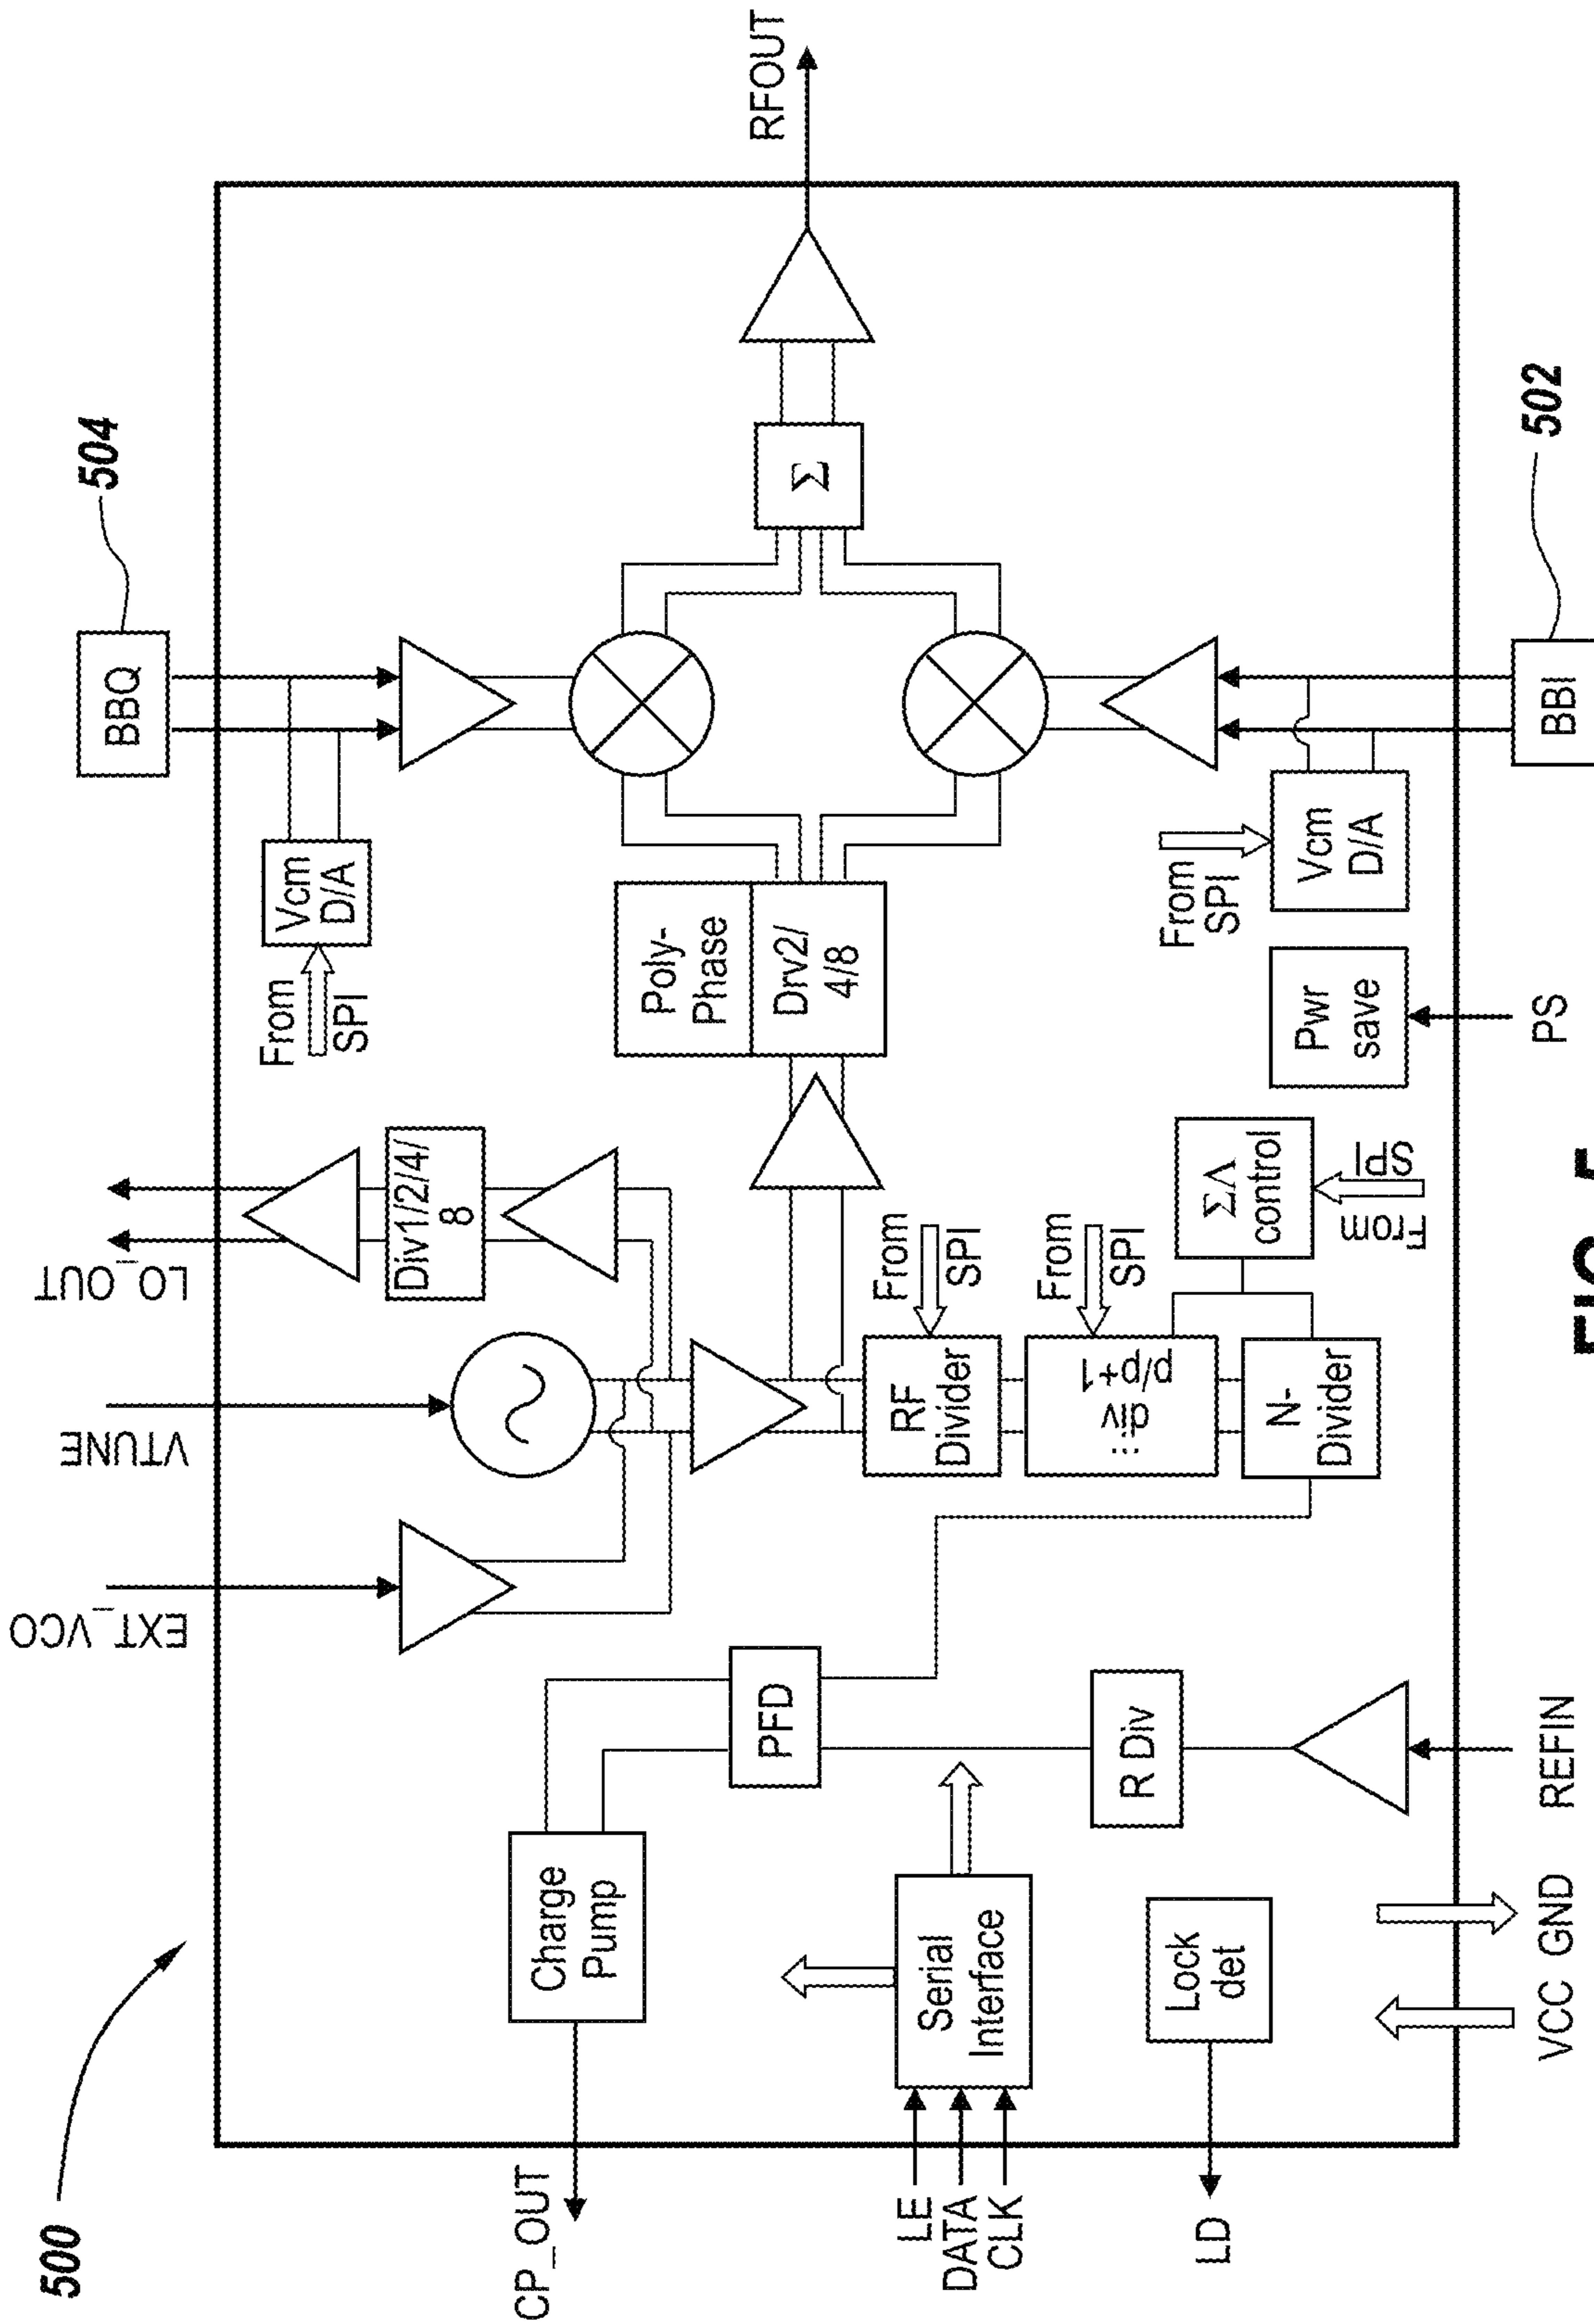 500
504
BBQ
RFOUT
LO_OUT
VTUNE
EXT_VCO
CP_OUT
LE
DATA
CLK
LD
Charge
Pump
PFD
Serial
Interface
Lock
det
R Div
Div1/2/4/
8
From
SPI
Vcm
D/A
Poly-
Phase
Drv2/
4/8
Σ
RF
Divider
From
SPI
:: div
p/p+1
From
SPI
N-
Divider
ΣΛ
control
From
SPI
Pwr
save
From
SPI
Vcm
D/A
VCC
GND
REFIN
PS
BBI
502